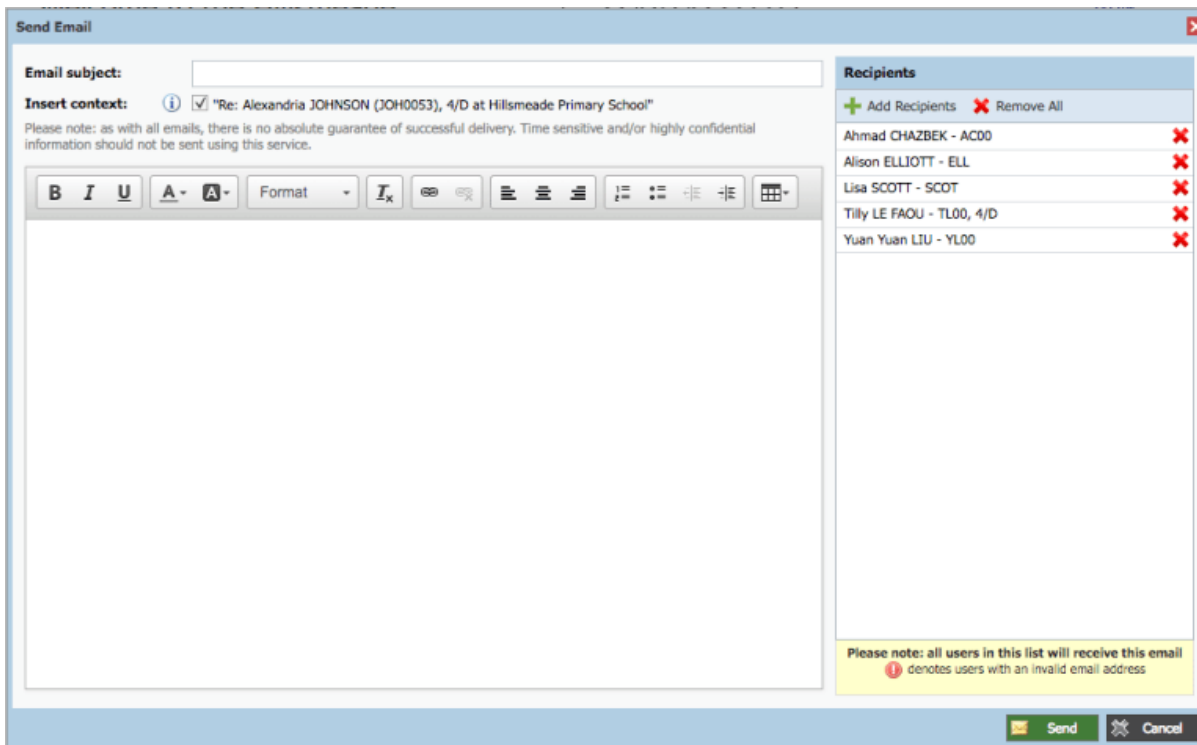 Send Email
Email subject:
Insert context: "Re: Alexandria JOHNSON (JOH0053), 4/D at Hillsmeade Primary School"
Please note: as with all emails, there is no absolute guarantee of successful delivery. Time sensitive and/or highly confidential
information should not be sent using this service.
B I U A A Format Ix
Recipients
Add Recipients Remove All
Ahmad CHAZBEK - AC00
Alison ELLIOTT - ELL
Lisa SCOTT - SCOT
Tilly LE FAOU - TL00, 4/D
Yuan Yuan LIU - YL00
Please note: all users in this list will receive this email
denotes users with an invalid email address
Send Cancel